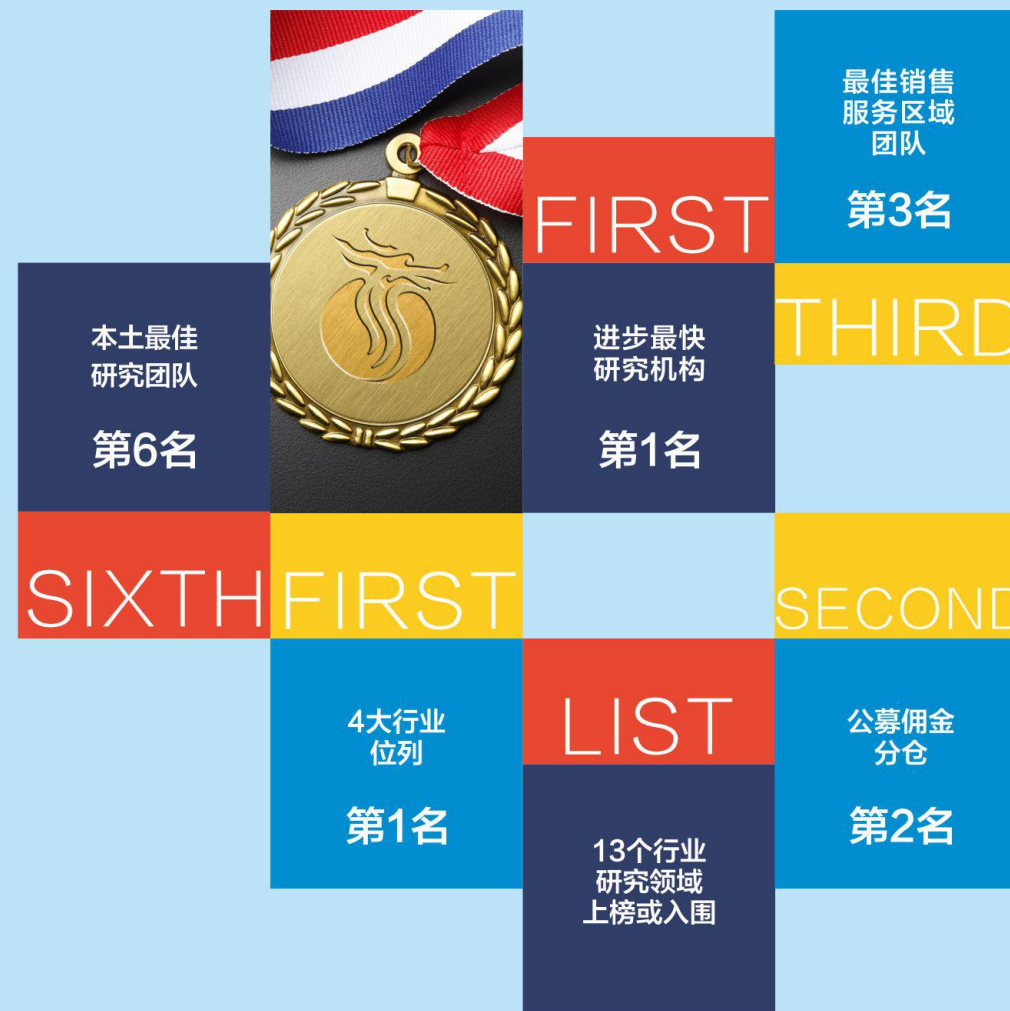 最佳销售
服务区域
团队
第3名
FIRST
THIRD
本土最佳
研究团队
第6名
进步最快
研究机构
第1名
SIXTH
FIRST
SECOND
4大行业
位列
第1名
LIST
公募佣金
分仓
第2名
13个行业
研究领域
上榜或入围